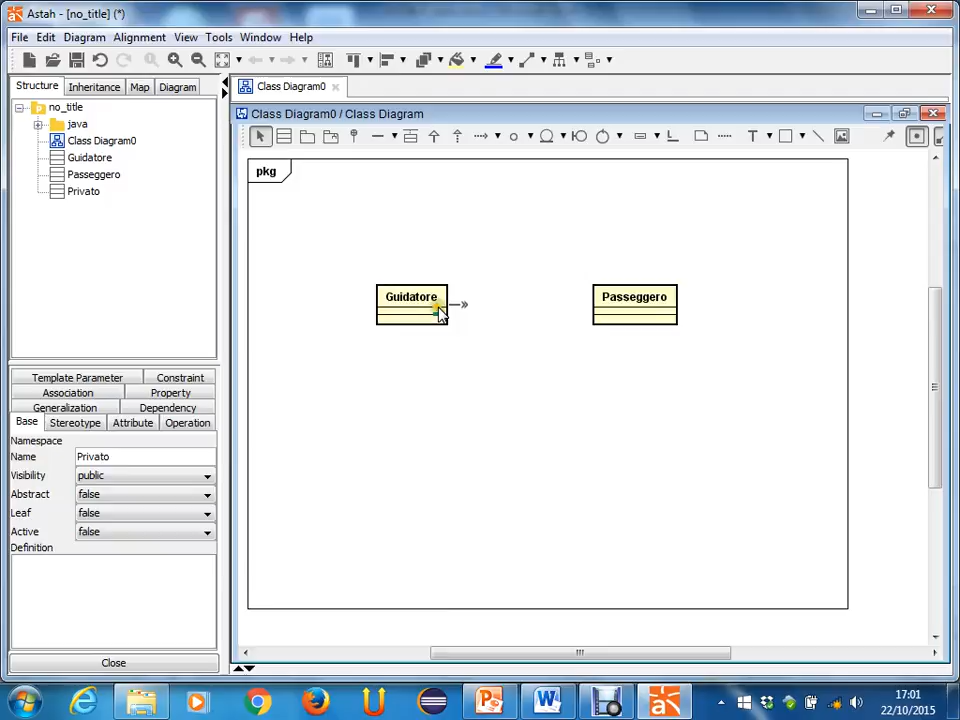 Astah - [no_title] (*)
File Edit Diagram Alignment View Tools Window Help
Structure Inheritance Map Diagram
no_title
java
Class Diagram0
Guidatore
Passeggero
Privato
Template Parameter Constraint
Association Property
Generalization Dependency
Base Stereotype Attribute Operation
Namespace
Name Privato
Visibility public
Abstract false
Leaf false
Active false
Definition
Close
Class Diagram0
Class Diagram0 / Class Diagram
pkg
Guidatore
Passeggero
17:01
22/10/2015